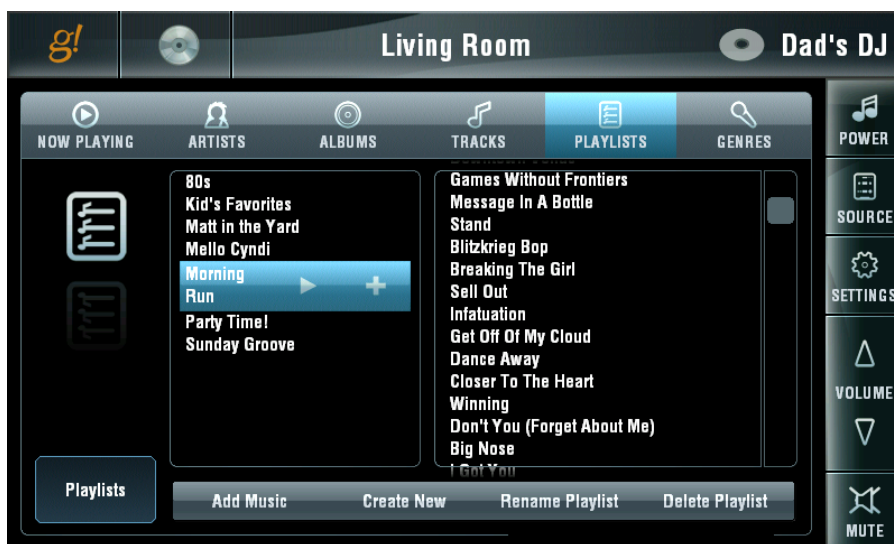 g!
Living Room
Dad's DJ
NOW PLAYING
ARTISTS
ALBUMS
TRACKS
PLAYLISTS
GENRES
80s
Kid's Favorites
Matt in the Yard
Mello Cyndi
Morning
Run
Party Time!
Sunday Groove
Games Without Frontiers
Message In A Bottle
Stand
Blitzkrieg Bop
Breaking The Girl
Sell Out
Infatuation
Get Off Of My Cloud
Dance Away
Closer To The Heart
Winning
Don't You (Forget About Me)
Big Nose
I Got You
Playlists
Add Music
Create New
Rename Playlist
Delete Playlist
POWER
SOURCE
SETTINGS
VOLUME
MUTE